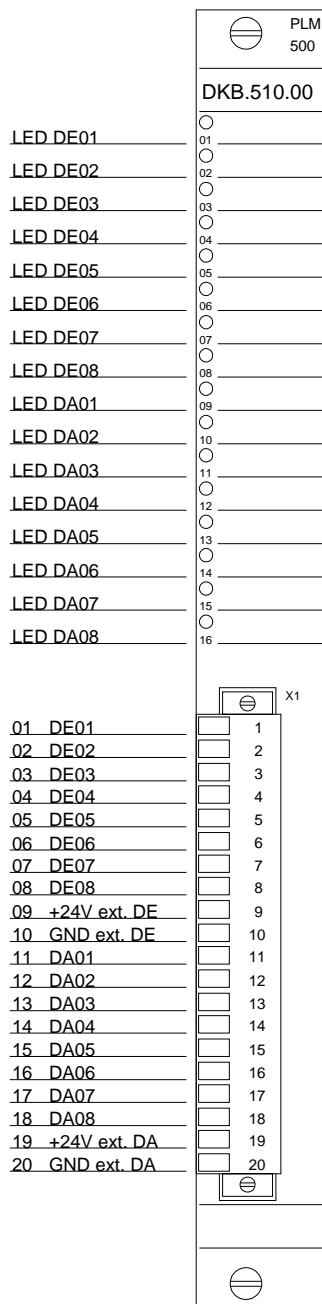 PLM
500
DKB.510.00
LED DE01 01
LED DE02 02
LED DE03 03
LED DE04 04
LED DE05 05
LED DE06 06
LED DE07 07
LED DE08 08
LED DA01 09
LED DA02 10
LED DA03 11
LED DA04 12
LED DA05 13
LED DA06 14
LED DA07 15
LED DA08 16
X1
01 DE01 1
02 DE02 2
03 DE03 3
04 DE04 4
05 DE05 5
06 DE06 6
07 DE07 7
08 DE08 8
09 +24V ext. DE 9
10 GND ext. DE 10
11 DA01 11
12 DA02 12
13 DA03 13
14 DA04 14
15 DA05 15
16 DA06 16
17 DA07 17
18 DA08 18
19 +24V ext. DA 19
20 GND ext. DA 20